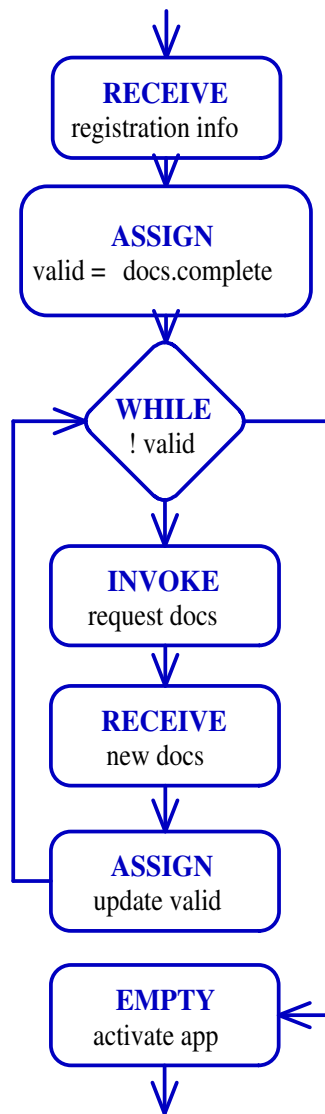 RECEIVE
registration info
ASSIGN
valid = docs.complete
WHILE
! valid
INVOKE
request docs
RECEIVE
new docs
ASSIGN
update valid
EMPTY
activate app